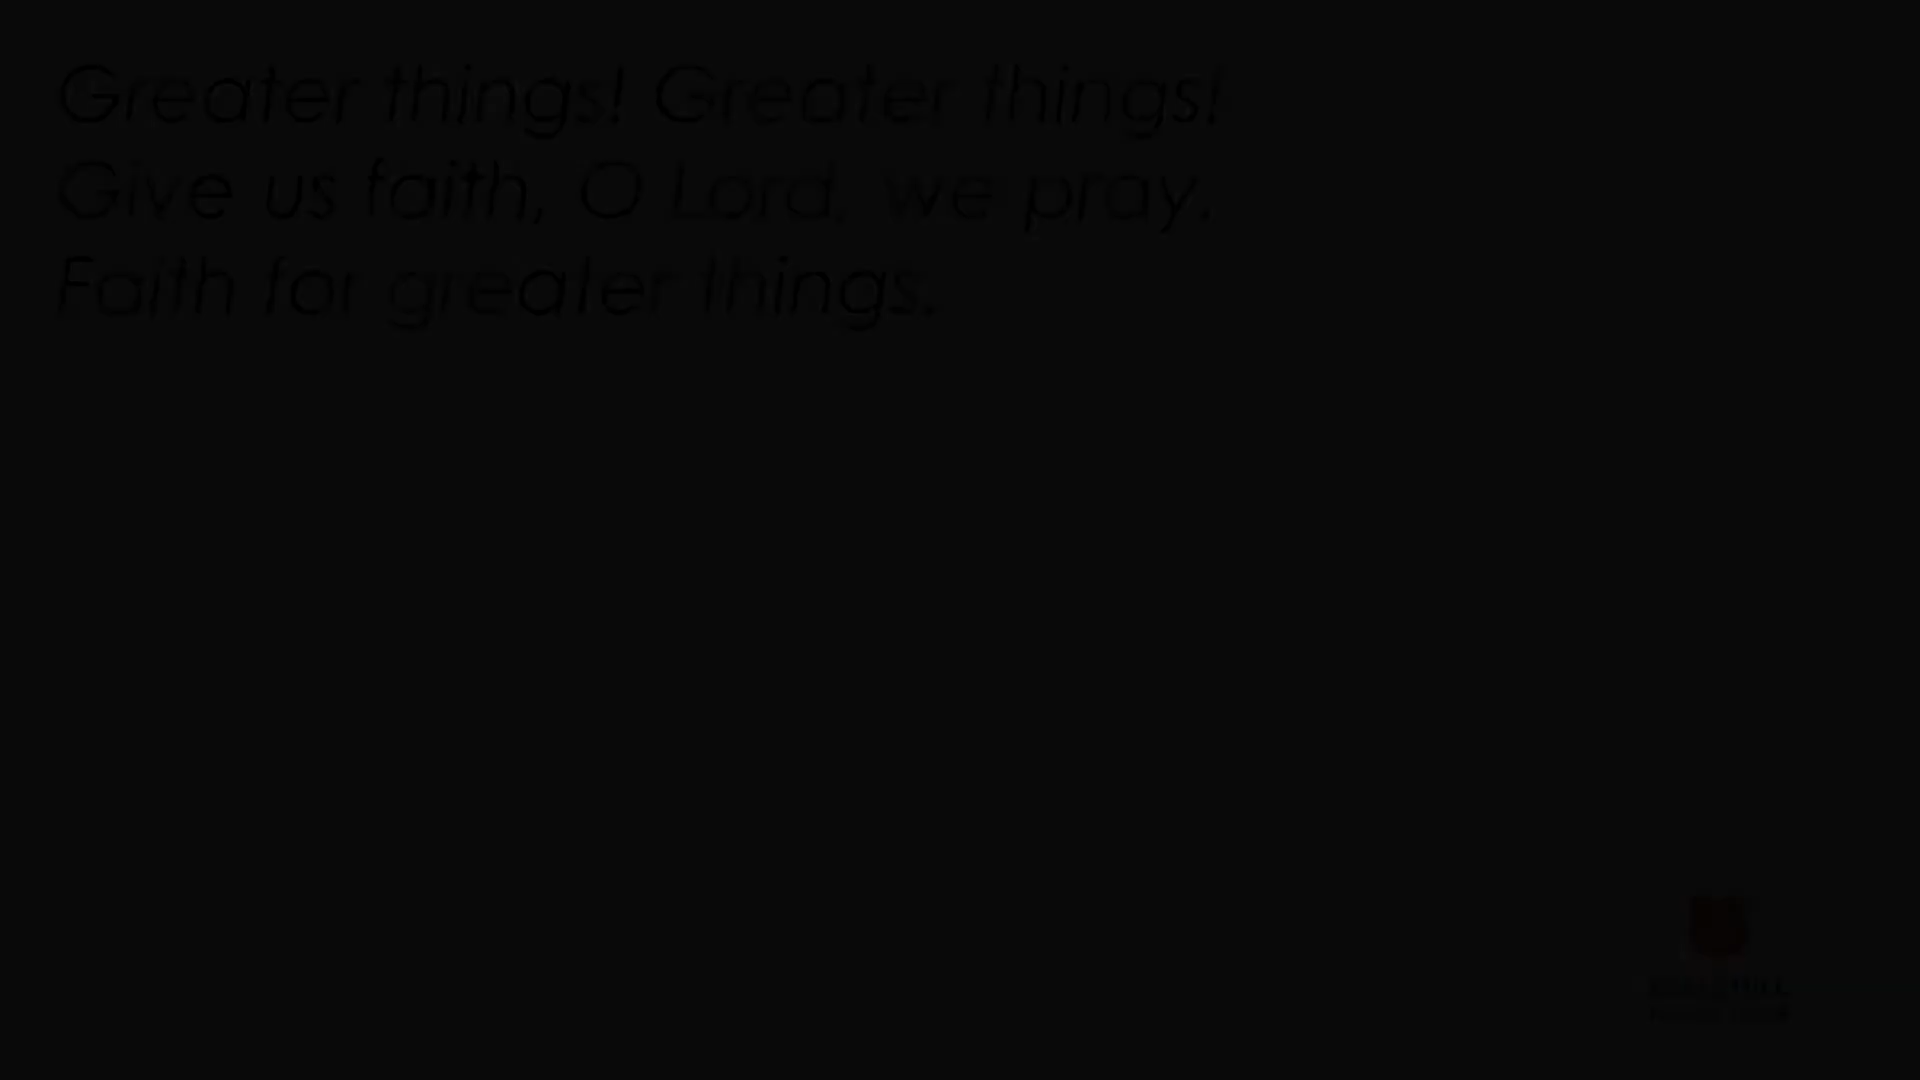 Greater things! Greater things!
Give us faith, O Lord, we pray,
Faith for greater things.